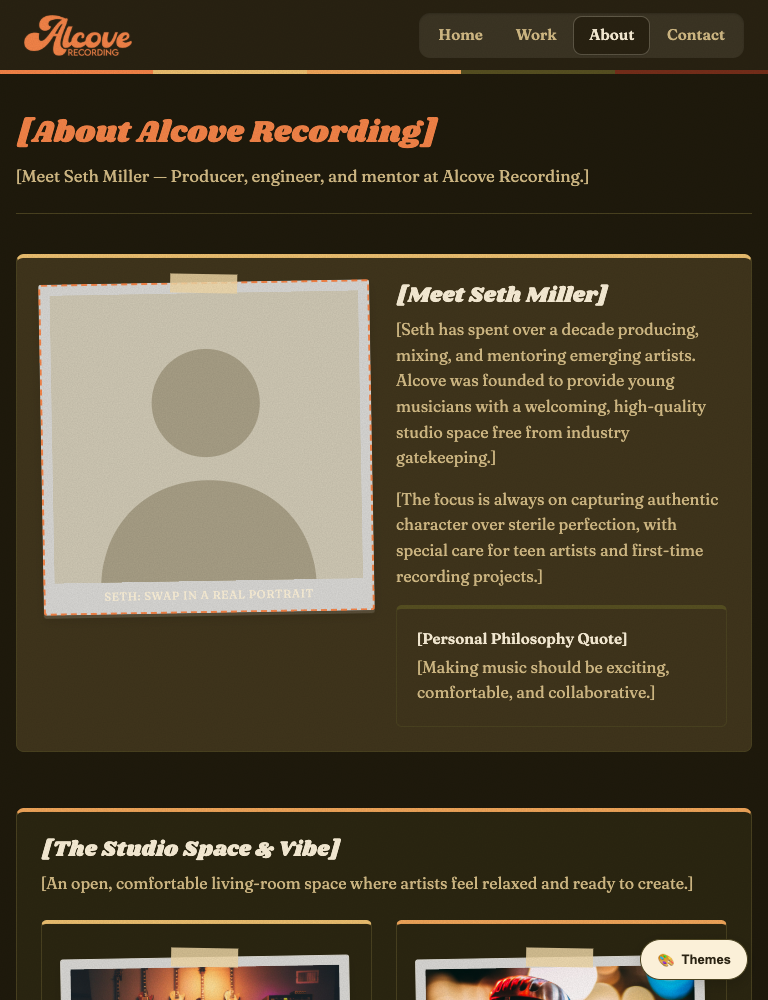 Alcove
RECORDING
Home
Work
About
Contact
[About Alcove Recording]
[Meet Seth Miller — Producer, engineer, and mentor at Alcove Recording.]
SETH: SWAP IN A REAL PORTRAIT
[Meet Seth Miller]
[Seth has spent over a decade producing,
mixing, and mentoring emerging artists.
Alcove was founded to provide young
musicians with a welcoming, high-quality
studio space free from industry
gatekeeping.]
[The focus is always on capturing authentic
character over sterile perfection, with
special care for teen artists and first-time
recording projects.]
[Personal Philosophy Quote]
[Making music should be exciting,
comfortable, and collaborative.]
[The Studio Space & Vibe]
[An open, comfortable living-room space where artists feel relaxed and ready to create.]
🎨 Themes